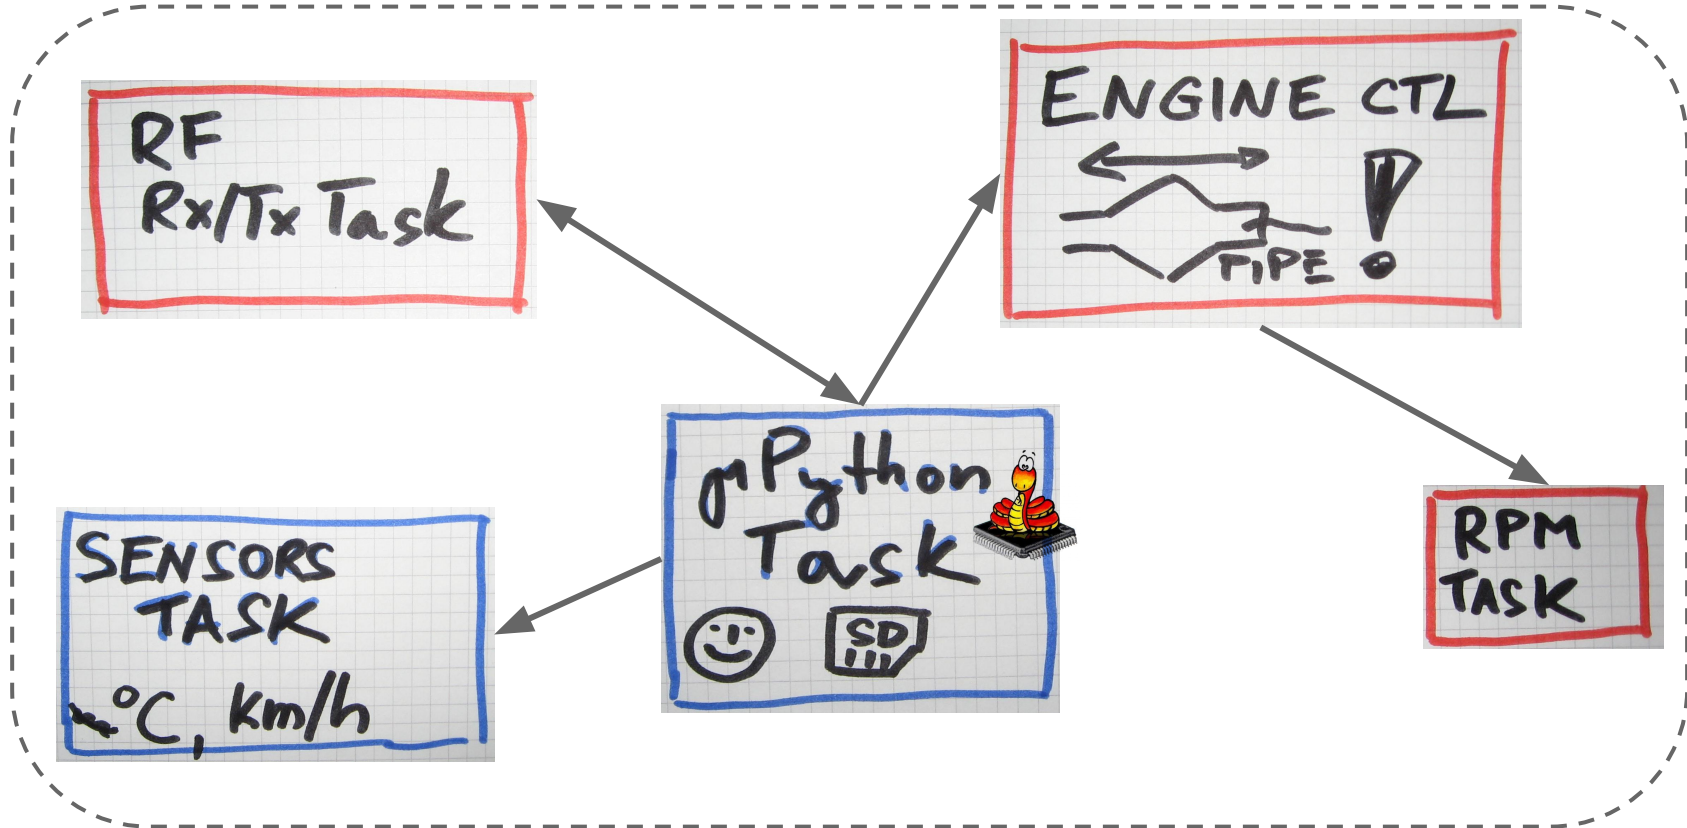 RF
Rx/Tx Task
ENGINE CTL
PIPE
!
μPython
Task
SD
SENSORS
TASK
°C, km/h
RPM
TASK